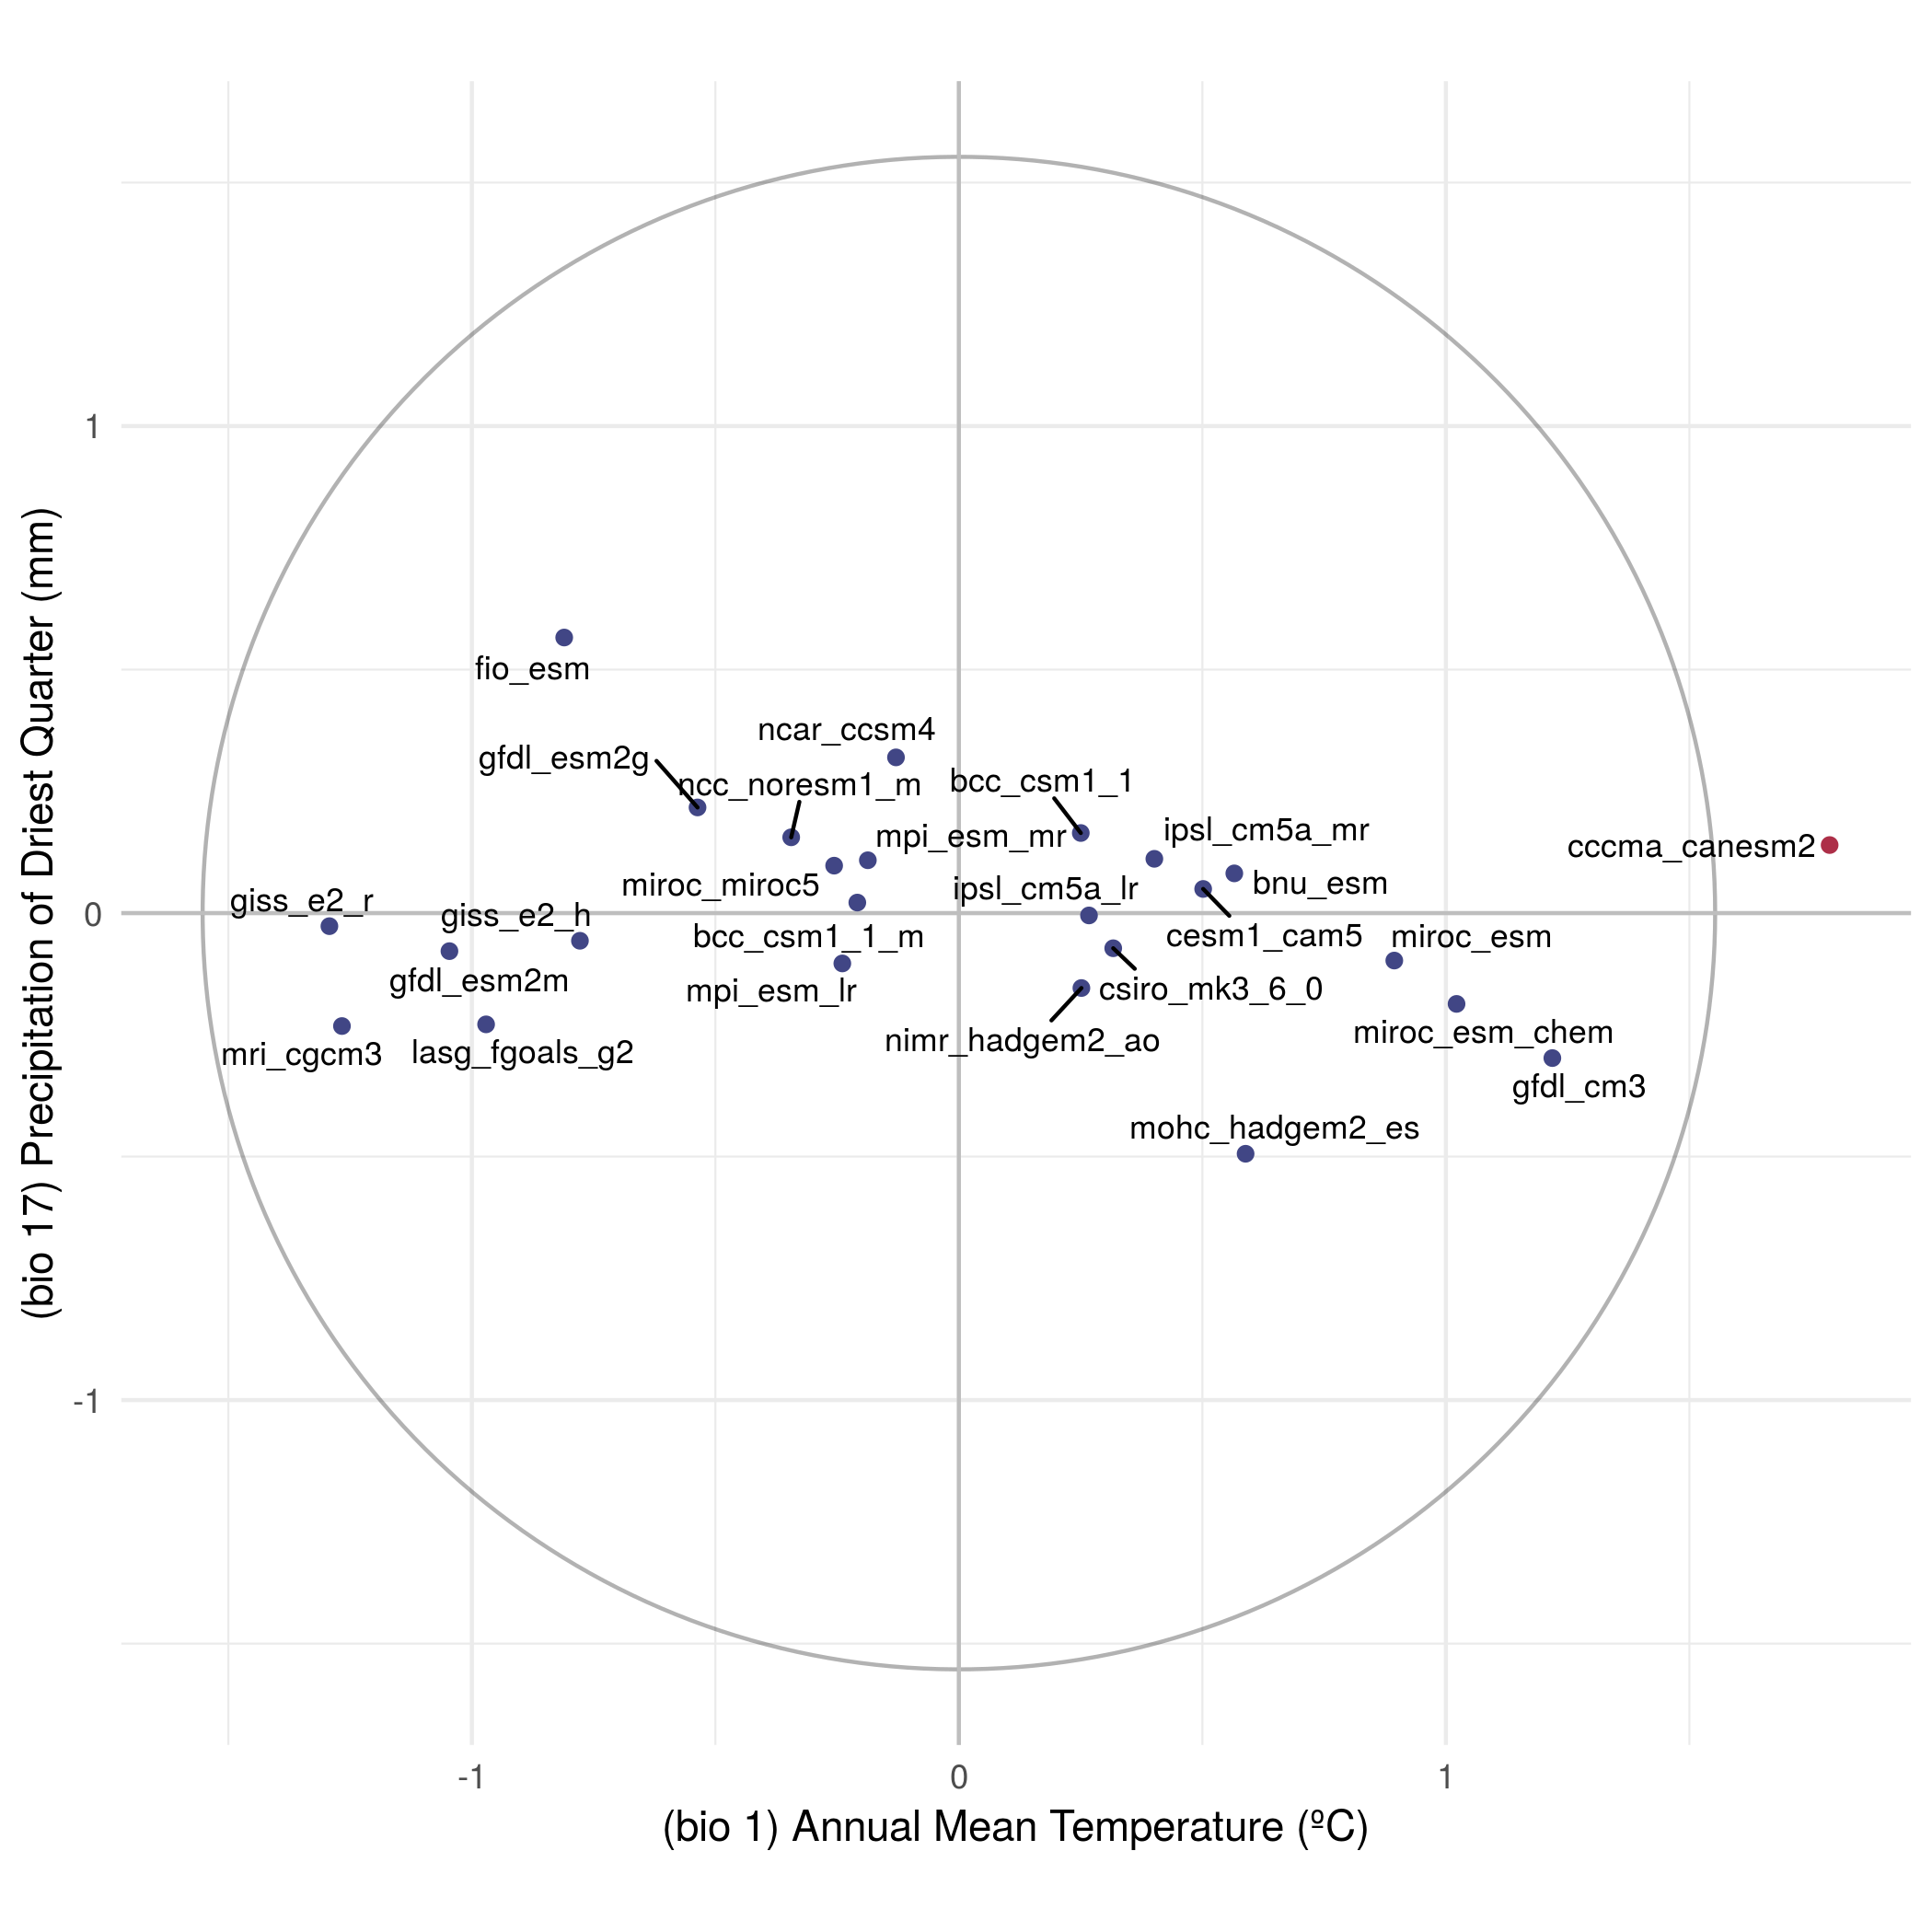 1
0
-1
(bio 17) Precipitation of Driest Quarter (mm)
fio_esm
ncar_ccsm4
gfdl_esm2g
ncc_noresm1_m
bcc_csm1_1
mpi_esm_mr
ipsl_cm5a_mr
cccma_canesm2
miroc_miroc5
ipsl_cm5a_lr
bnu_esm
giss_e2_r
giss_e2_h
bcc_csm1_1_m
cesm1_cam5
miroc_esm
gfdl_esm2m
mpi_esm_lr
csiro_mk3_6_0
mri_cgcm3
lasg_fgoals_g2
nimr_hadgem2_ao
miroc_esm_chem
gfdl_cm3
mohc_hadgem2_es
-1
0
1
(bio 1) Annual Mean Temperature (ºC)